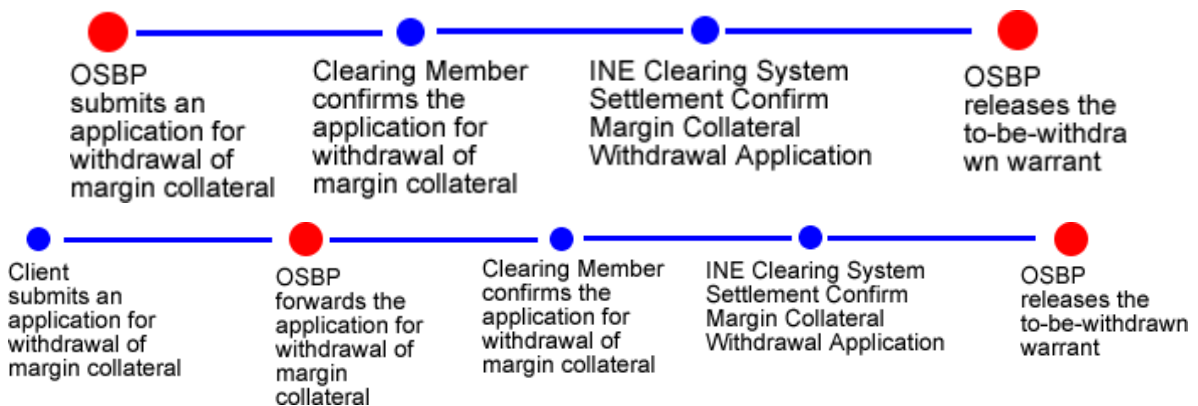 OSBP
submits an
application for
withdrawal of
margin collateral
Clearing Member
confirms the
application for
withdrawal of
margin collateral
INE Clearing System
Settlement Confirm
Margin Collateral
Withdrawal Application
OSBP
releases the
to-be-withdra
wn warrant
Client
submits an
application for
withdrawal of
margin collateral
OSBP
forwards the
application for
withdrawal of
margin
collateral
Clearing Member
confirms the
application for
withdrawal of
margin collateral
INE Clearing System
Settlement Confirm
Margin Collateral
Withdrawal Application
OSBP
releases the
to-be-withdrawn
warrant